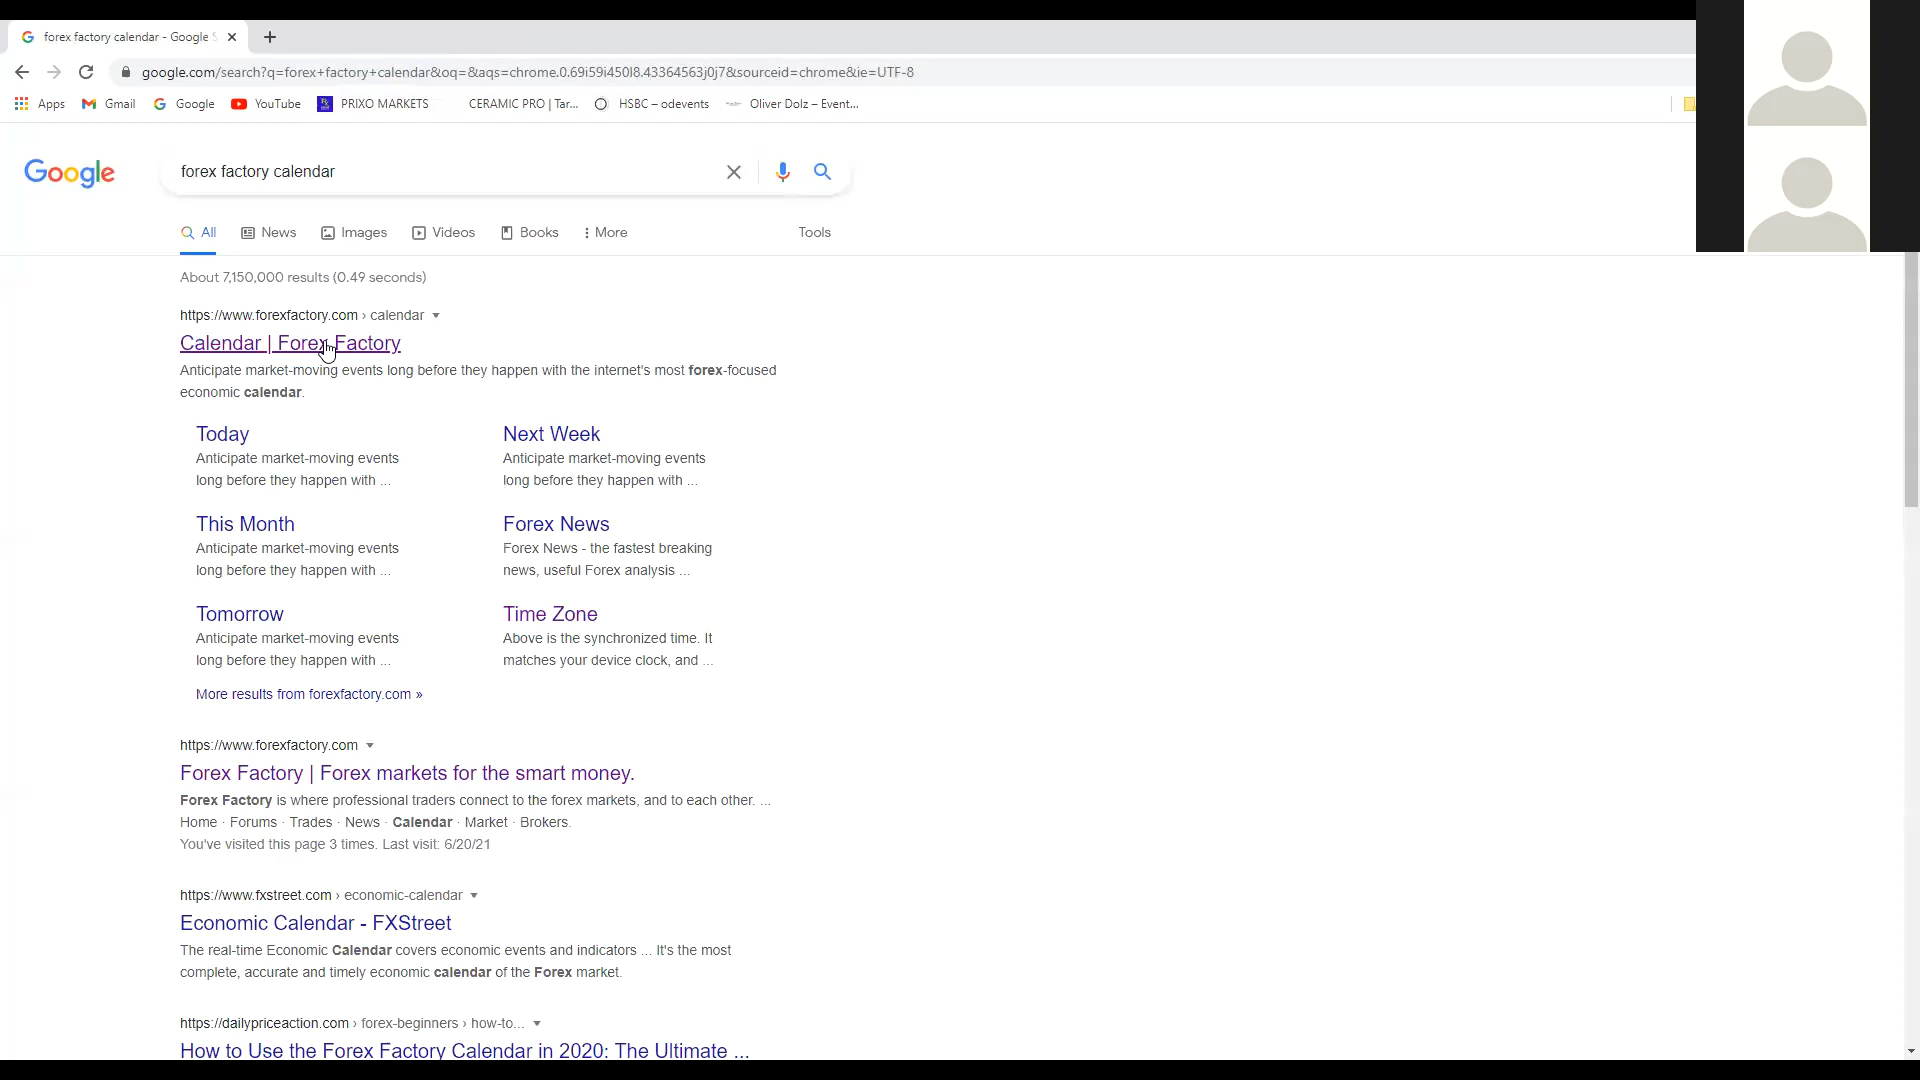 forex factory calendar - Google S
google.com/search?q=forex+factory+calendar&oq=&aqs=chrome.0.69i59i450l8.43364563j0j7&sourceid=chrome&ie=UTF-8
Apps Gmail Google YouTube PRIXO MARKETS CERAMIC PRO | Tar... HSBC – odevents Oliver Dolz – Event...
Google forex factory calendar
All News Images Videos Books More Tools
About 7,150,000 results (0.49 seconds)
https://www.forexfactory.com › calendar
Calendar | Forex Factory
Anticipate market-moving events long before they happen with the internet's most forex-focused
economic calendar.
Today
Anticipate market-moving events
long before they happen with ...
Next Week
Anticipate market-moving events
long before they happen with ...
This Month
Anticipate market-moving events
long before they happen with ...
Forex News
Forex News - the fastest breaking
news, useful Forex analysis ...
Tomorrow
Anticipate market-moving events
long before they happen with ...
Time Zone
Above is the synchronized time. It
matches your device clock, and ...
More results from forexfactory.com »
https://www.forexfactory.com
Forex Factory | Forex markets for the smart money.
Forex Factory is where professional traders connect to the forex markets, and to each other. ...
Home · Forums · Trades · News · Calendar · Market · Brokers.
You've visited this page 3 times. Last visit: 6/20/21
https://www.fxstreet.com › economic-calendar
Economic Calendar - FXStreet
The real-time Economic Calendar covers economic events and indicators ... It's the most
complete, accurate and timely economic calendar of the Forex market.
https://dailypriceaction.com › forex-beginners › how-to...
How to Use the Forex Factory Calendar in 2020: The Ultimate ...